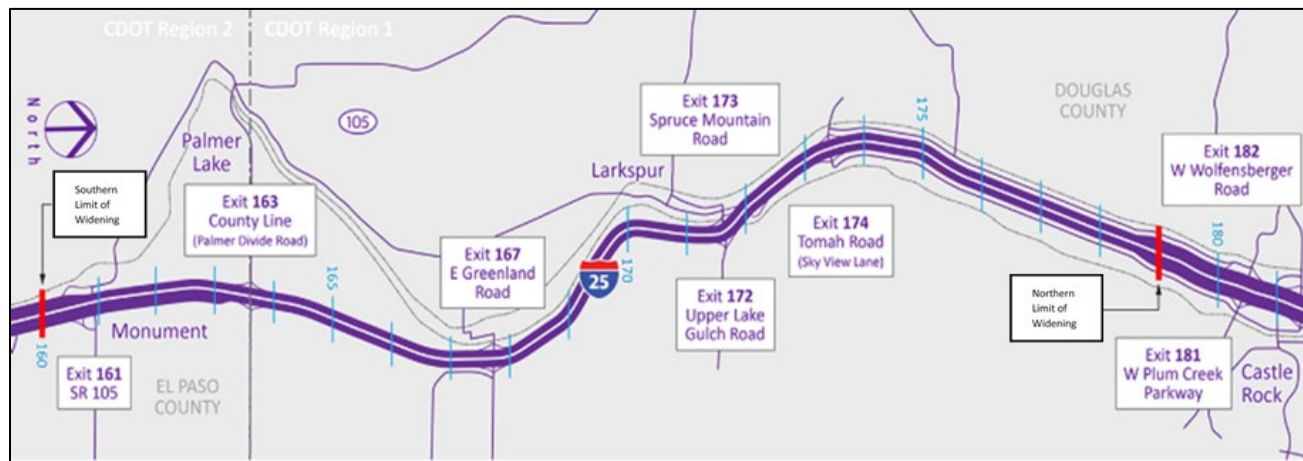 CDOT Region 2
CDOT Region 1
North
Southern
Limit of
Widening
Palmer
Lake
105
Exit 163
County Line
(Palmer Divide Road)
Larkspur
Exit 173
Spruce Mountain
Road
175
DOUGLAS
COUNTY
Exit 182
W Wolfensberger
Road
Exit 167
E Greenland
Road
165
25
170
Exit 174
Tomah Road
(Sky View Lane)
180
160
Monument
Exit 161
SR 105
EL PASO
COUNTY
Exit 172
Upper Lake
Gulch Road
Northern
Limit of
Widening
Exit 181
W Plum Creek
Parkway
Castle
Rock